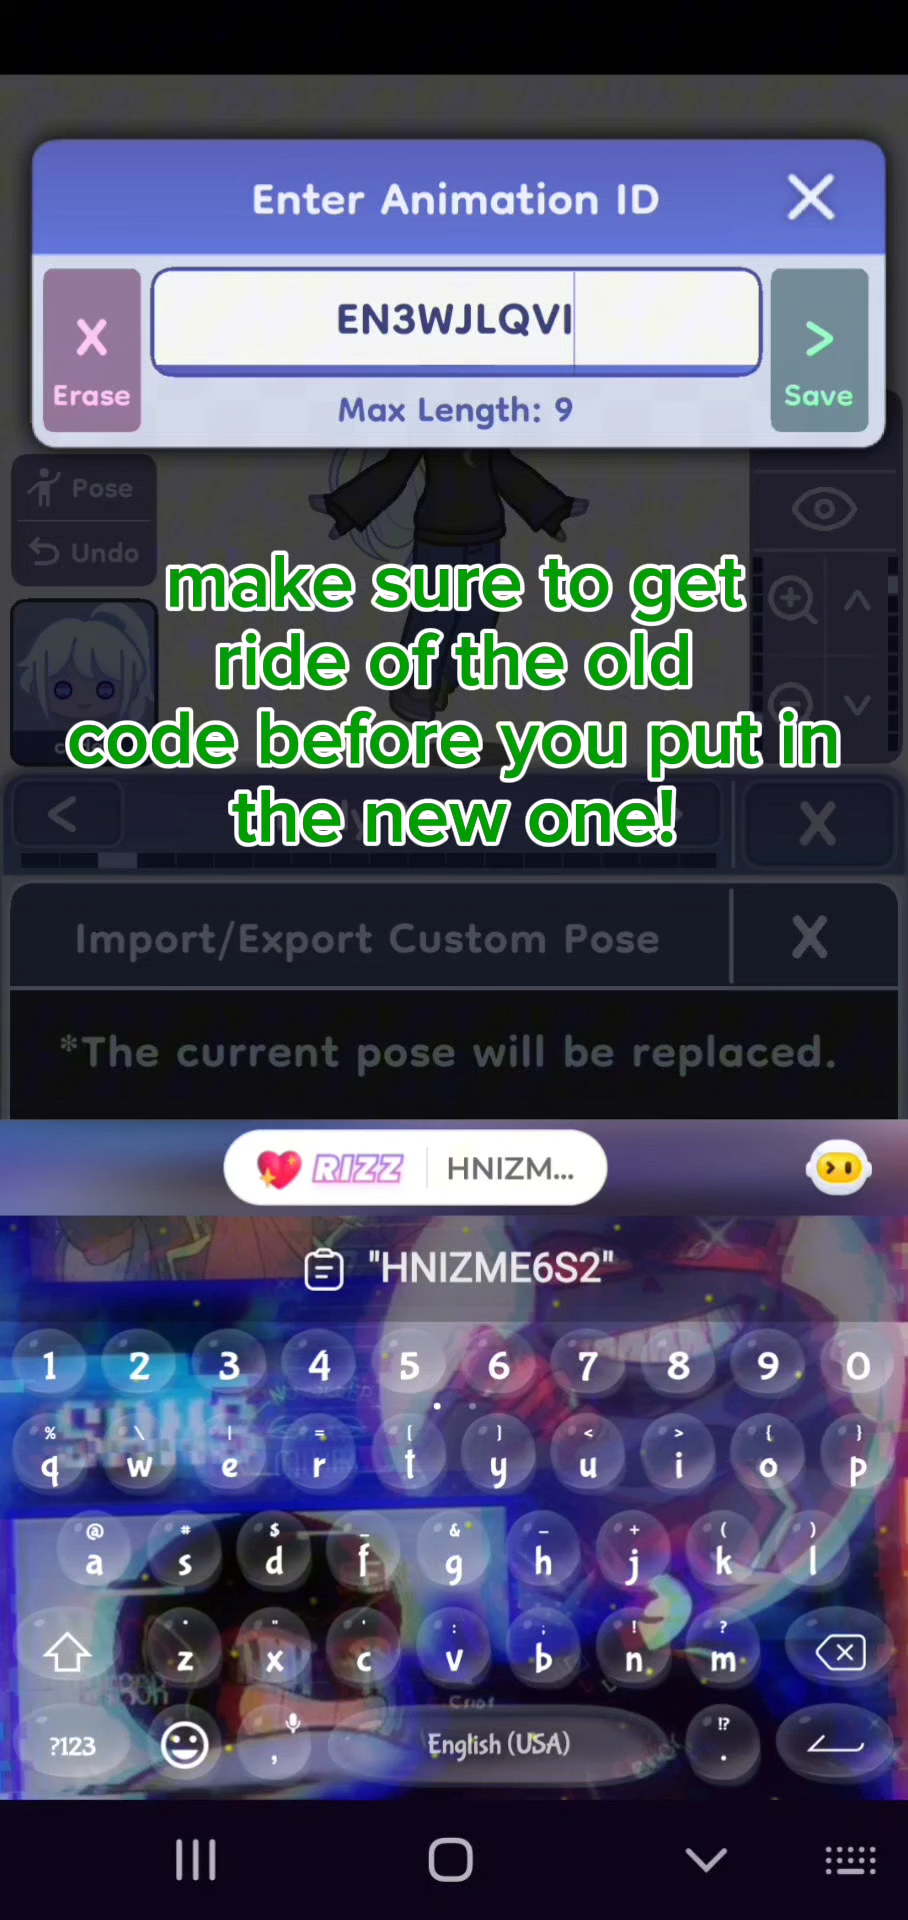 Enter Animation ID
X
Erase
EN3WJLQVI
>
Save
Max Length: 9
Pose
Undo
make sure to get
ride of the old
code before you put in
the new one!
Import/Export Custom Pose
X
*The current pose will be replaced.
RIZZ
HNIZM...
"HNIZME6S2"
1 2 3 4 5 6 7 8 9 0
% \ | = [ ] < > { }
q w e r t y u i o p
@ # $ _ & - + ( )
a s d f g h j k l
z x c v b n m
?123
,
English (USA)
!?
.